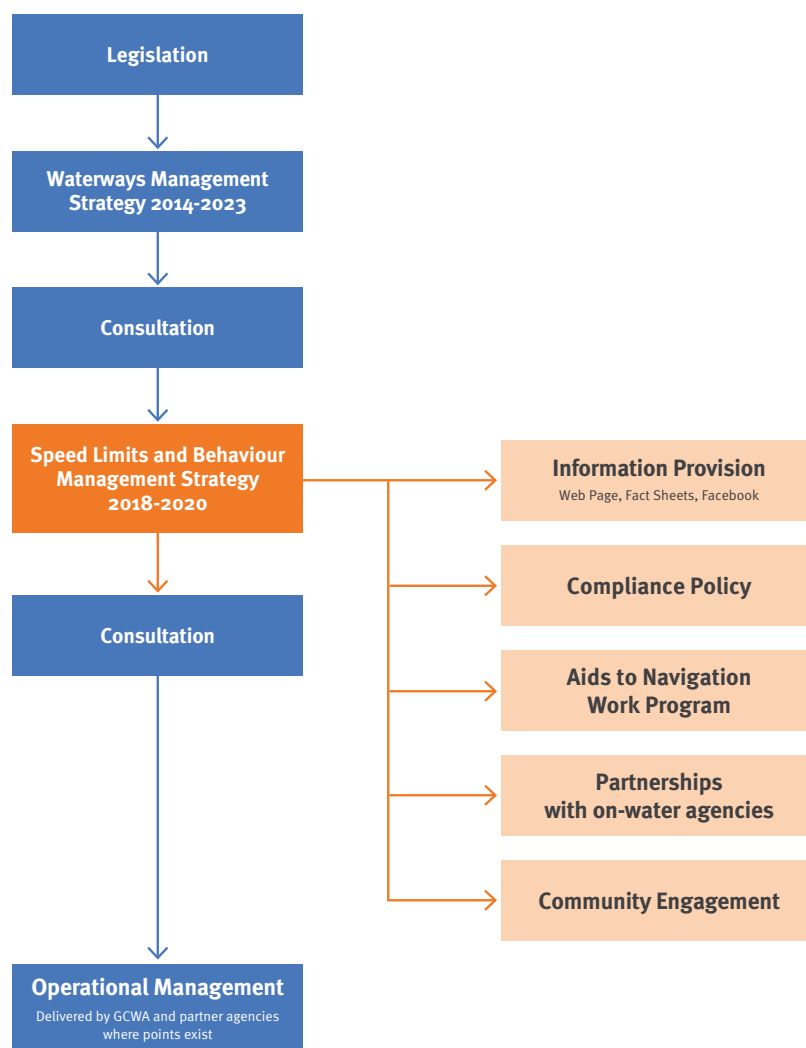 Legislation
Waterways Management
Strategy 2014-2023
Consultation
Speed Limits and Behaviour
Management Strategy
2018-2020
Information Provision
Web Page, Fact Sheets, Facebook
Compliance Policy
Consultation
Aids to Navigation
Work Program
Partnerships
with on-water agencies
Community Engagement
Operational Management
Delivered by GCWA and partner agencies
where points exist